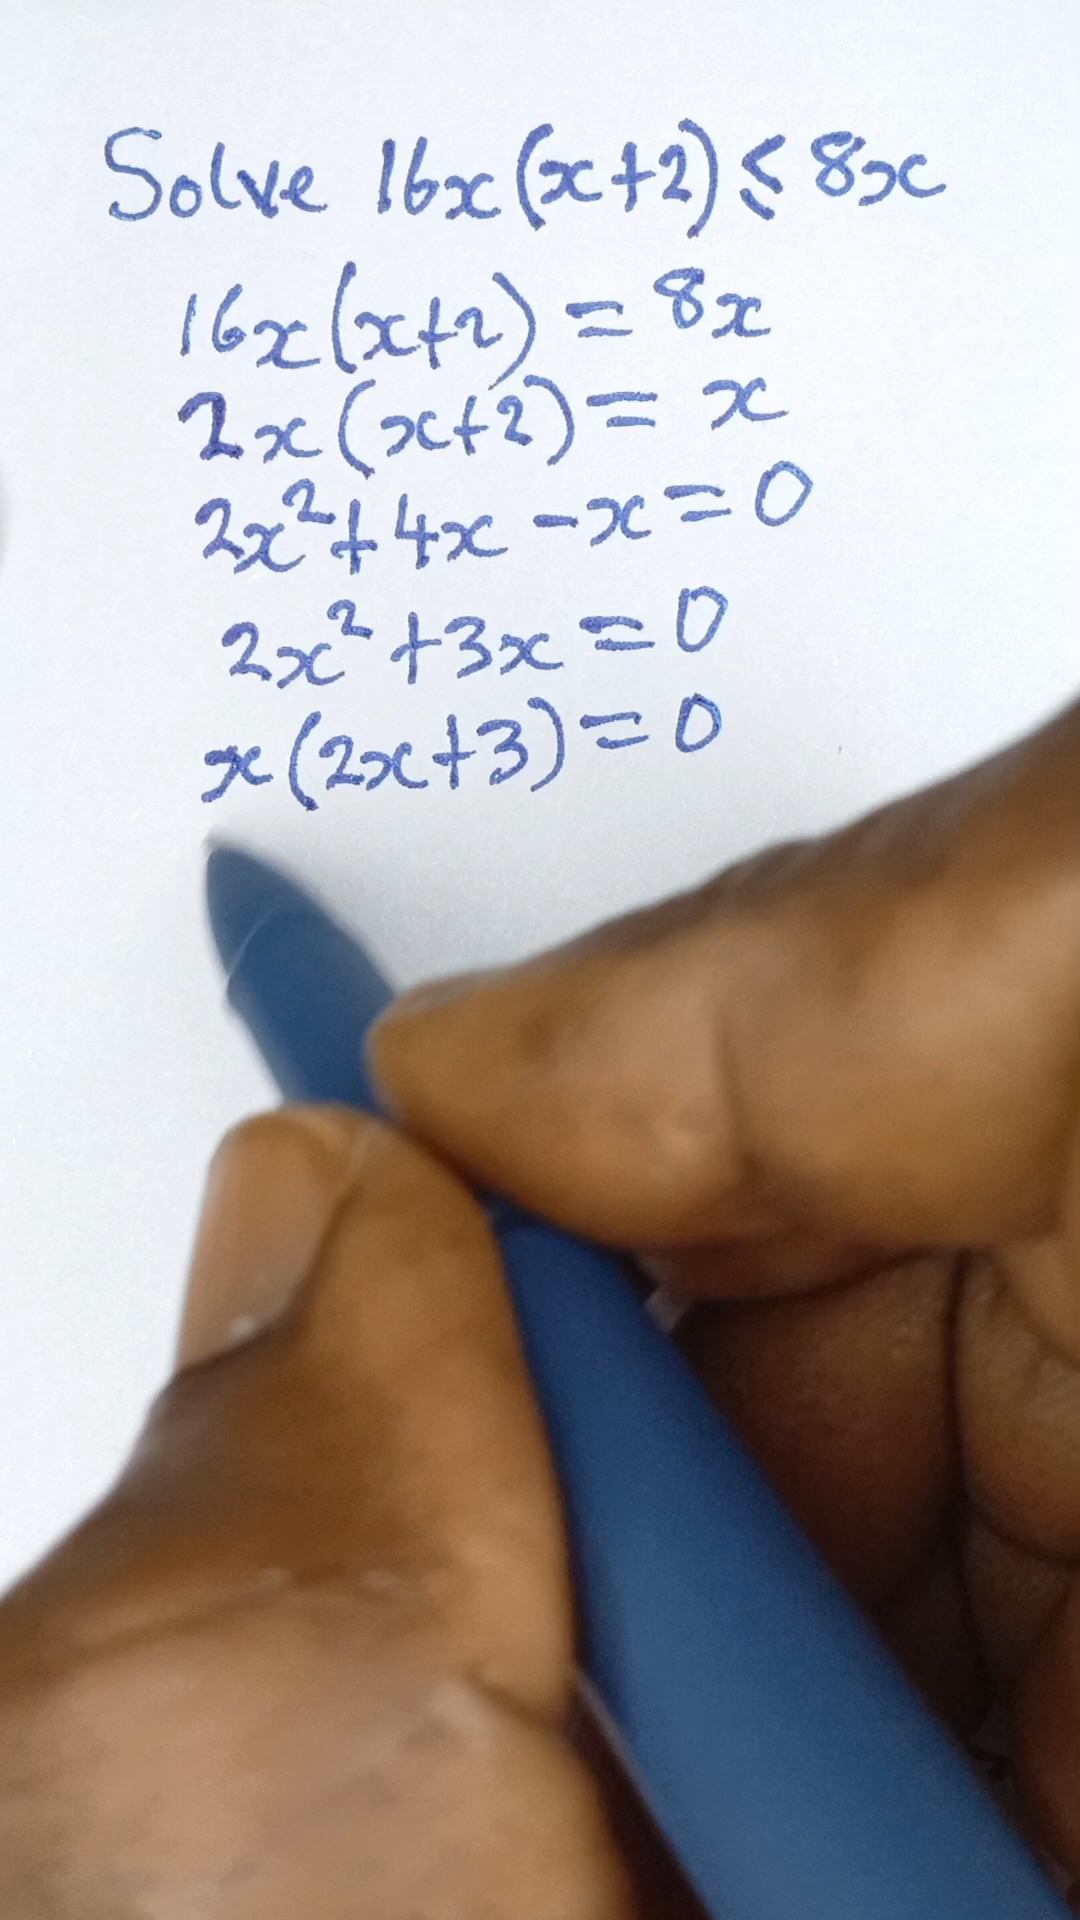 Solve 16x(x+2) ≤ 8x
16x(x+2) = 8x
2x(x+2) = x
2x²+4x -x = 0
2x²+3x = 0
x(2x+3) = 0